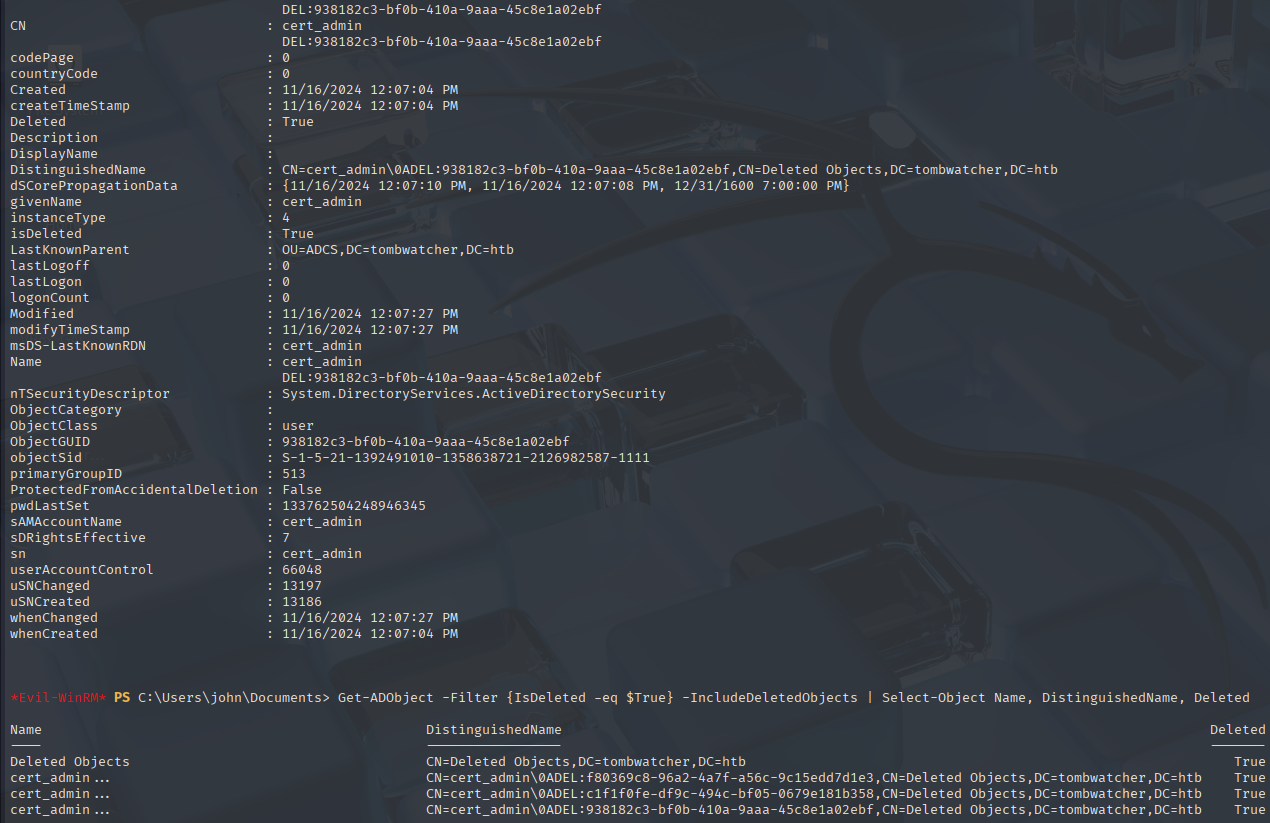 DEL:938182c3-bf0b-410a-9aaa-45c8e1a02ebf
CN : cert_admin
DEL:938182c3-bf0b-410a-9aaa-45c8e1a02ebf
codePage : 0
countryCode : 0
Created : 11/16/2024 12:07:04 PM
createTimeStamp : 11/16/2024 12:07:04 PM
Deleted : True
Description :
DisplayName :
DistinguishedName : CN=cert_admin\0ADEL:938182c3-bf0b-410a-9aaa-45c8e1a02ebf,CN=Deleted Objects,DC=tombwatcher,DC=htb
dSCorePropagationData : {11/16/2024 12:07:10 PM, 11/16/2024 12:07:08 PM, 12/31/1600 7:00:00 PM}
givenName : cert_admin
instanceType : 4
isDeleted : True
LastKnownParent : OU=ADCS,DC=tombwatcher,DC=htb
lastLogoff : 0
lastLogon : 0
logonCount : 0
Modified : 11/16/2024 12:07:27 PM
modifyTimeStamp : 11/16/2024 12:07:27 PM
msDS-LastKnownRDN : cert_admin
Name : cert_admin
DEL:938182c3-bf0b-410a-9aaa-45c8e1a02ebf
nTSecurityDescriptor : System.DirectoryServices.ActiveDirectorySecurity
ObjectCategory :
ObjectClass : user
ObjectGUID : 938182c3-bf0b-410a-9aaa-45c8e1a02ebf
objectSid : S-1-5-21-1392491010-1358638721-2126982587-1111
primaryGroupID : 513
ProtectedFromAccidentalDeletion : False
pwdLastSet : 133762504248946345
sAMAccountName : cert_admin
sDRightsEffective : 7
sn : cert_admin
userAccountControl : 66048
uSNChanged : 13197
uSNCreated : 13186
whenChanged : 11/16/2024 12:07:27 PM
whenCreated : 11/16/2024 12:07:04 PM
*Evil-WinRM* PS C:\Users\john\Documents> Get-ADObject -Filter {IsDeleted -eq $True} -IncludeDeletedObjects | Select-Object Name, DistinguishedName, Deleted
Name DistinguishedName Deleted
---- ----------------- -------
Deleted Objects CN=Deleted Objects,DC=tombwatcher,DC=htb True
cert_admin... CN=cert_admin\0ADEL:f80369c8-96a2-4a7f-a56c-9c15edd7d1e3,CN=Deleted Objects,DC=tombwatcher,DC=htb True
cert_admin... CN=cert_admin\0ADEL:c1f1f0fe-df9c-494c-bf05-0679e181b358,CN=Deleted Objects,DC=tombwatcher,DC=htb True
cert_admin... CN=cert_admin\0ADEL:938182c3-bf0b-410a-9aaa-45c8e1a02ebf,CN=Deleted Objects,DC=tombwatcher,DC=htb True